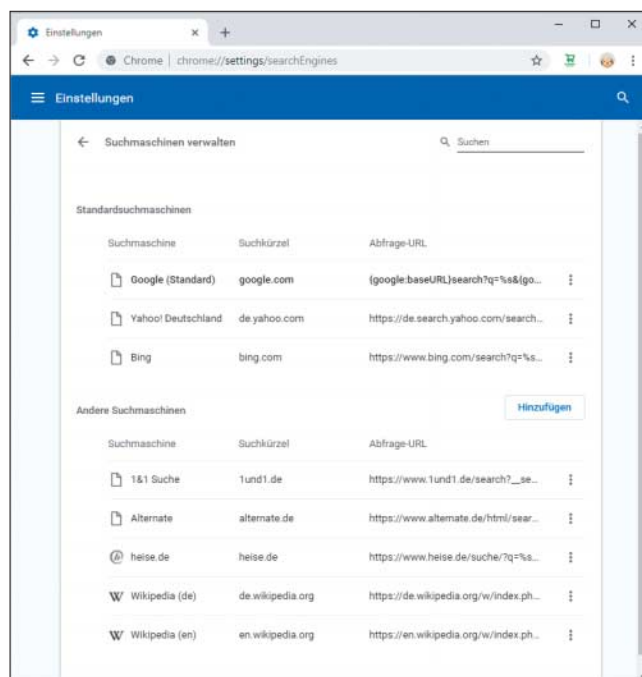 Einstellungen
Chrome | chrome://settings/searchEngines
Einstellungen
Suchmaschinen verwalten
Suchen
Standardsuchmaschinen
Suchmaschine Suchkürzel Abfrage-URL
Google (Standard) google.com {google:baseURL}search?q=%s&{go...
Yahoo! Deutschland de.yahoo.com https://de.search.yahoo.com/search...
Bing bing.com https://www.bing.com/search?q=%s...
Andere Suchmaschinen Hinzufügen
Suchmaschine Suchkürzel Abfrage-URL
1&1 Suche 1und1.de https://www.1und1.de/search?__se...
Alternate alternate.de https://www.alternate.de/html/sear...
heise.de heise.de https://www.heise.de/suche/?q=%s...
W Wikipedia (de) de.wikipedia.org https://de.wikipedia.org/w/index.ph...
W Wikipedia (en) en.wikipedia.org https://en.wikipedia.org/w/index.ph...